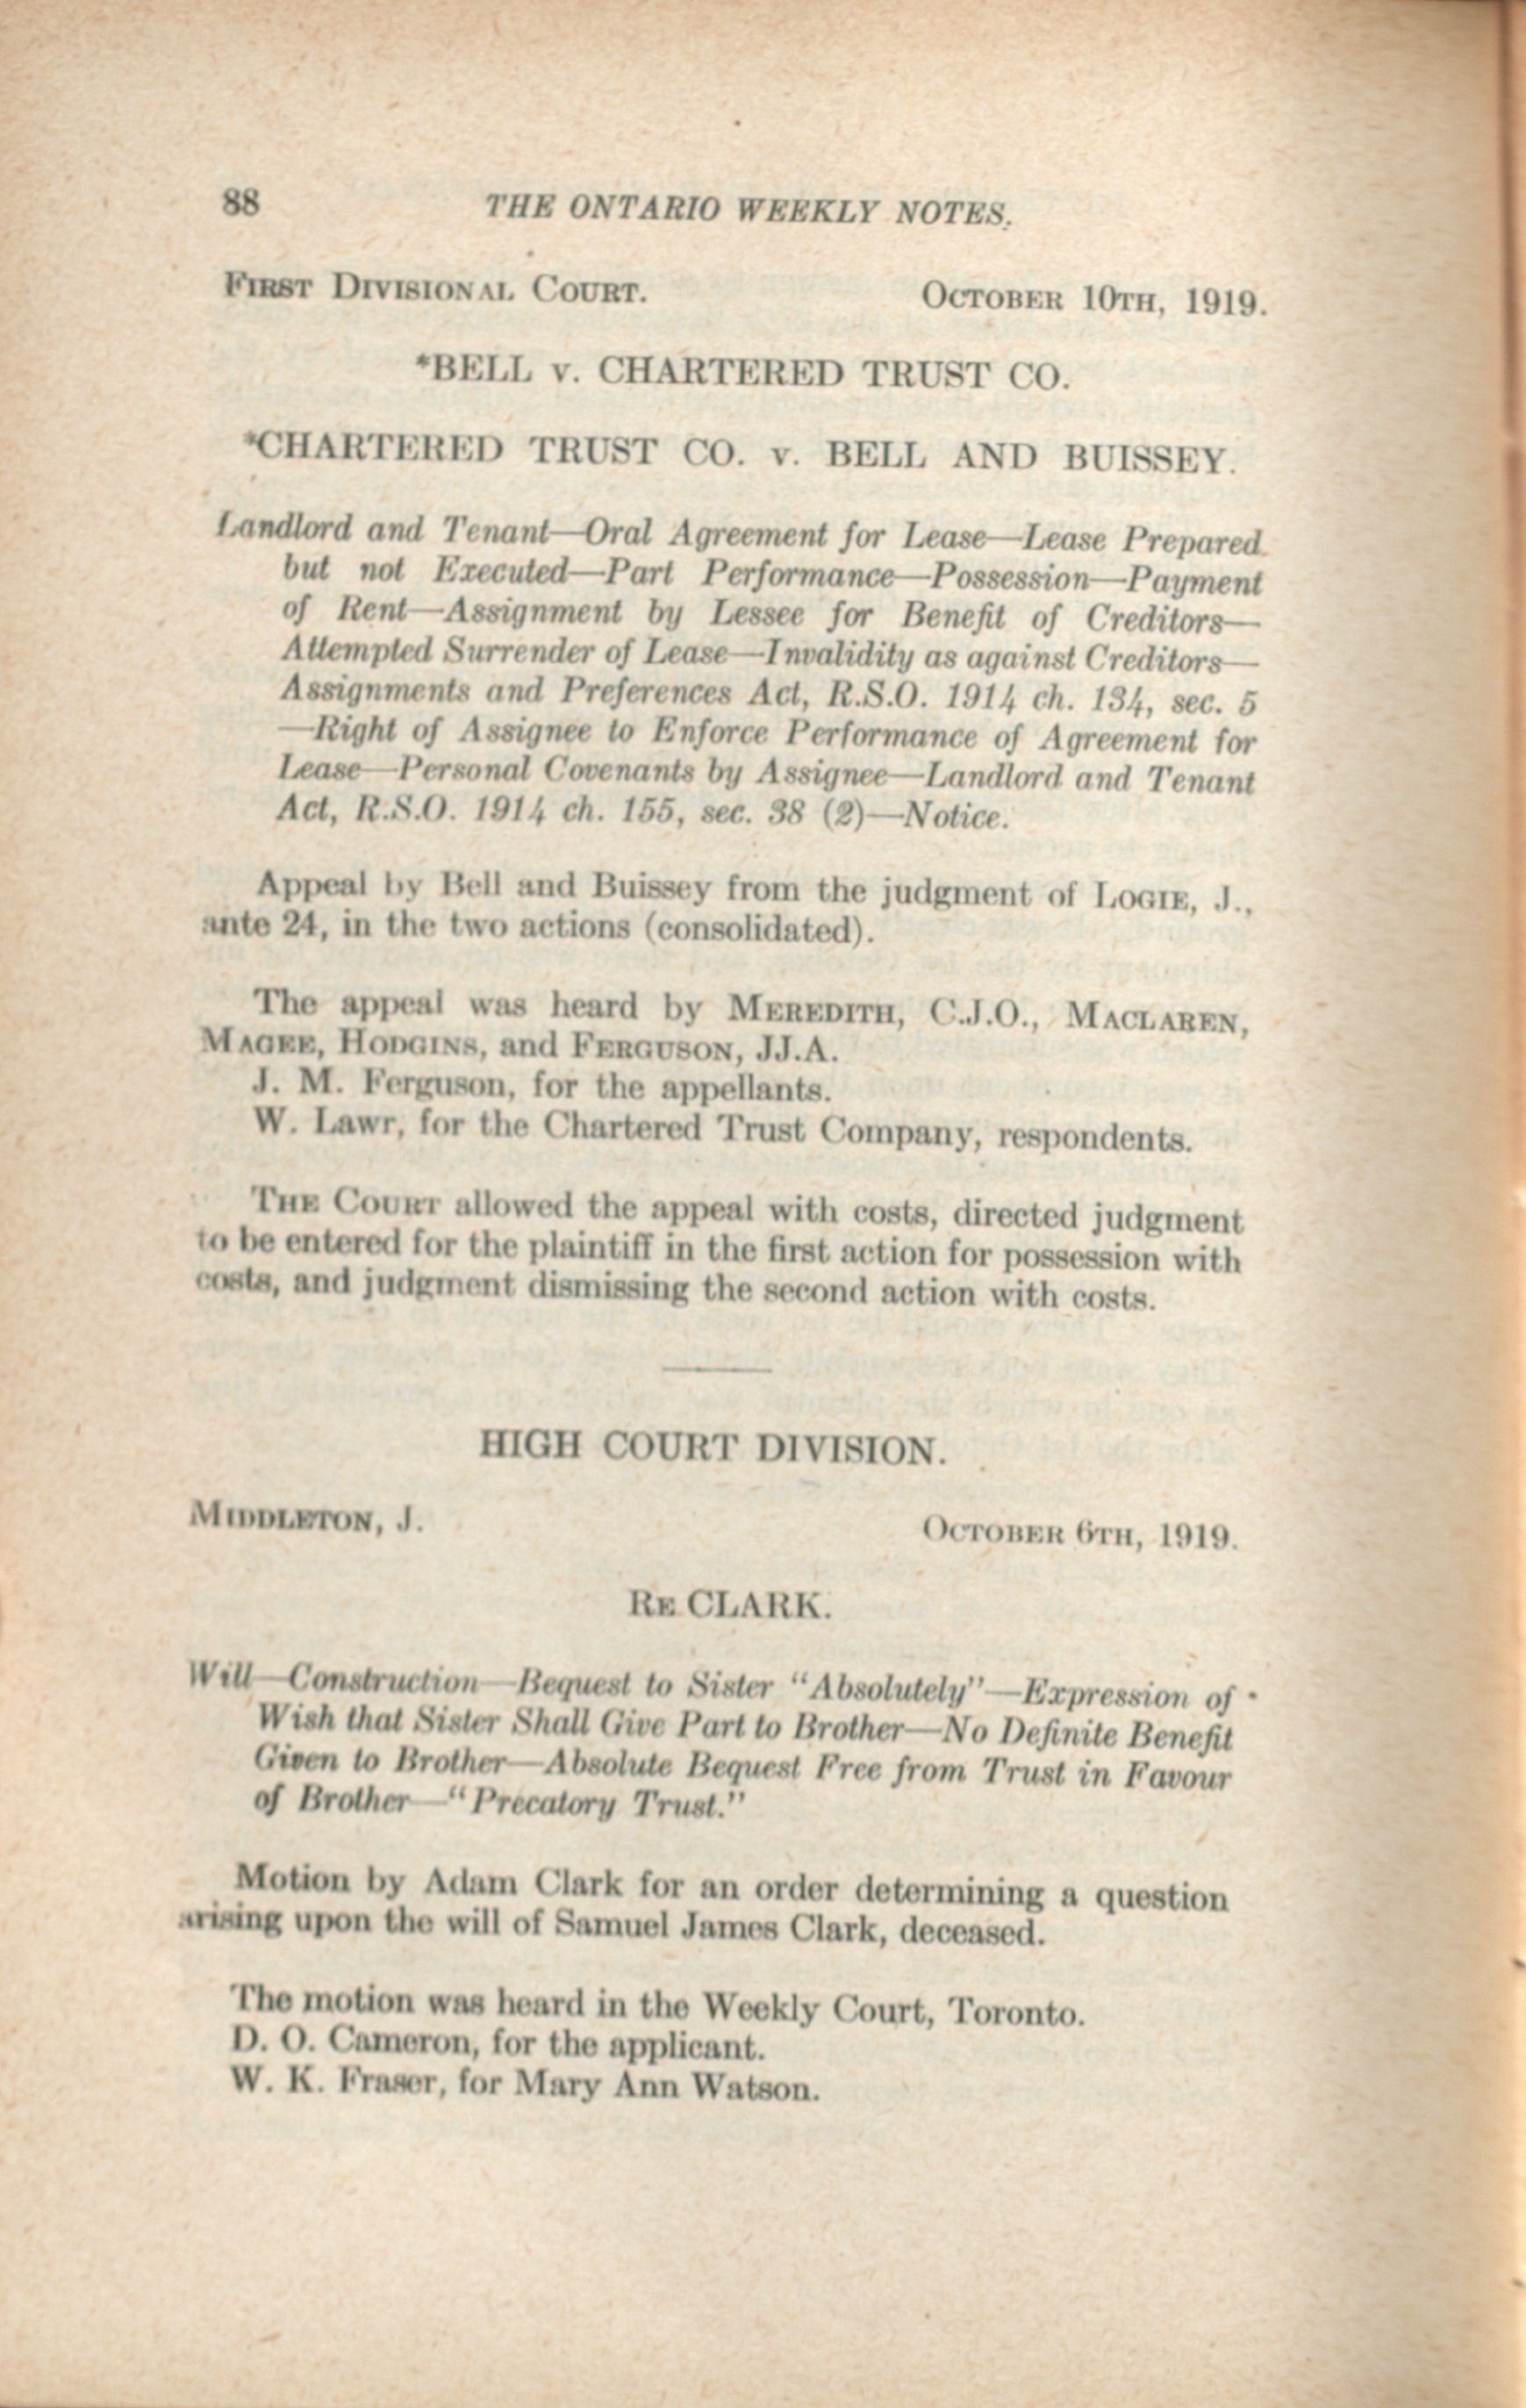 88 THE ONTARIO WEEKLY NOTES.
FIRST DIVISIONAL COURT. OCTOBER 10TH, 1919.
*BELL v. CHARTERED TRUST CO.
*CHARTERED TRUST CO. v. BELL AND BUISSEY.
Landlord and Tenant—Oral Agreement for Lease—Lease Prepared
but not Executed—Part Performance—Possession—Payment
of Rent—Assignment by Lessee for Benefit of Creditors—
Attempted Surrender of Lease—Invalidity as against Creditors—
Assignments and Preferences Act, R.S.O. 1914 ch. 134, sec. 5
—Right of Assignee to Enforce Performance of Agreement for
Lease—Personal Covenants by Assignee—Landlord and Tenant
Act, R.S.O. 1914 ch. 155, sec. 38 (2)—Notice.
Appeal by Bell and Buissey from the judgment of LOGIE, J.,
ante 24, in the two actions (consolidated).
The appeal was heard by MEREDITH, C.J.O., MACLAREN,
MAGEE, HODGINS, and FERGUSON, JJ.A.
J. M. Ferguson, for the appellants.
W. Lawr, for the Chartered Trust Company, respondents.
THE COURT allowed the appeal with costs, directed judgment
to be entered for the plaintiff in the first action for possession with
costs, and judgment dismissing the second action with costs.
HIGH COURT DIVISION.
MIDDLETON, J. OCTOBER 6TH, 1919.
RE CLARK.
Will—Construction—Bequest to Sister "Absolutely"—Expression of
Wish that Sister Shall Give Part to Brother—No Definite Benefit
Given to Brother—Absolute Bequest Free from Trust in Favour
of Brother—"Precatory Trust."
Motion by Adam Clark for an order determining a question
arising upon the will of Samuel James Clark, deceased.
The motion was heard in the Weekly Court, Toronto.
D. O. Cameron, for the applicant.
W. K. Fraser, for Mary Ann Watson.